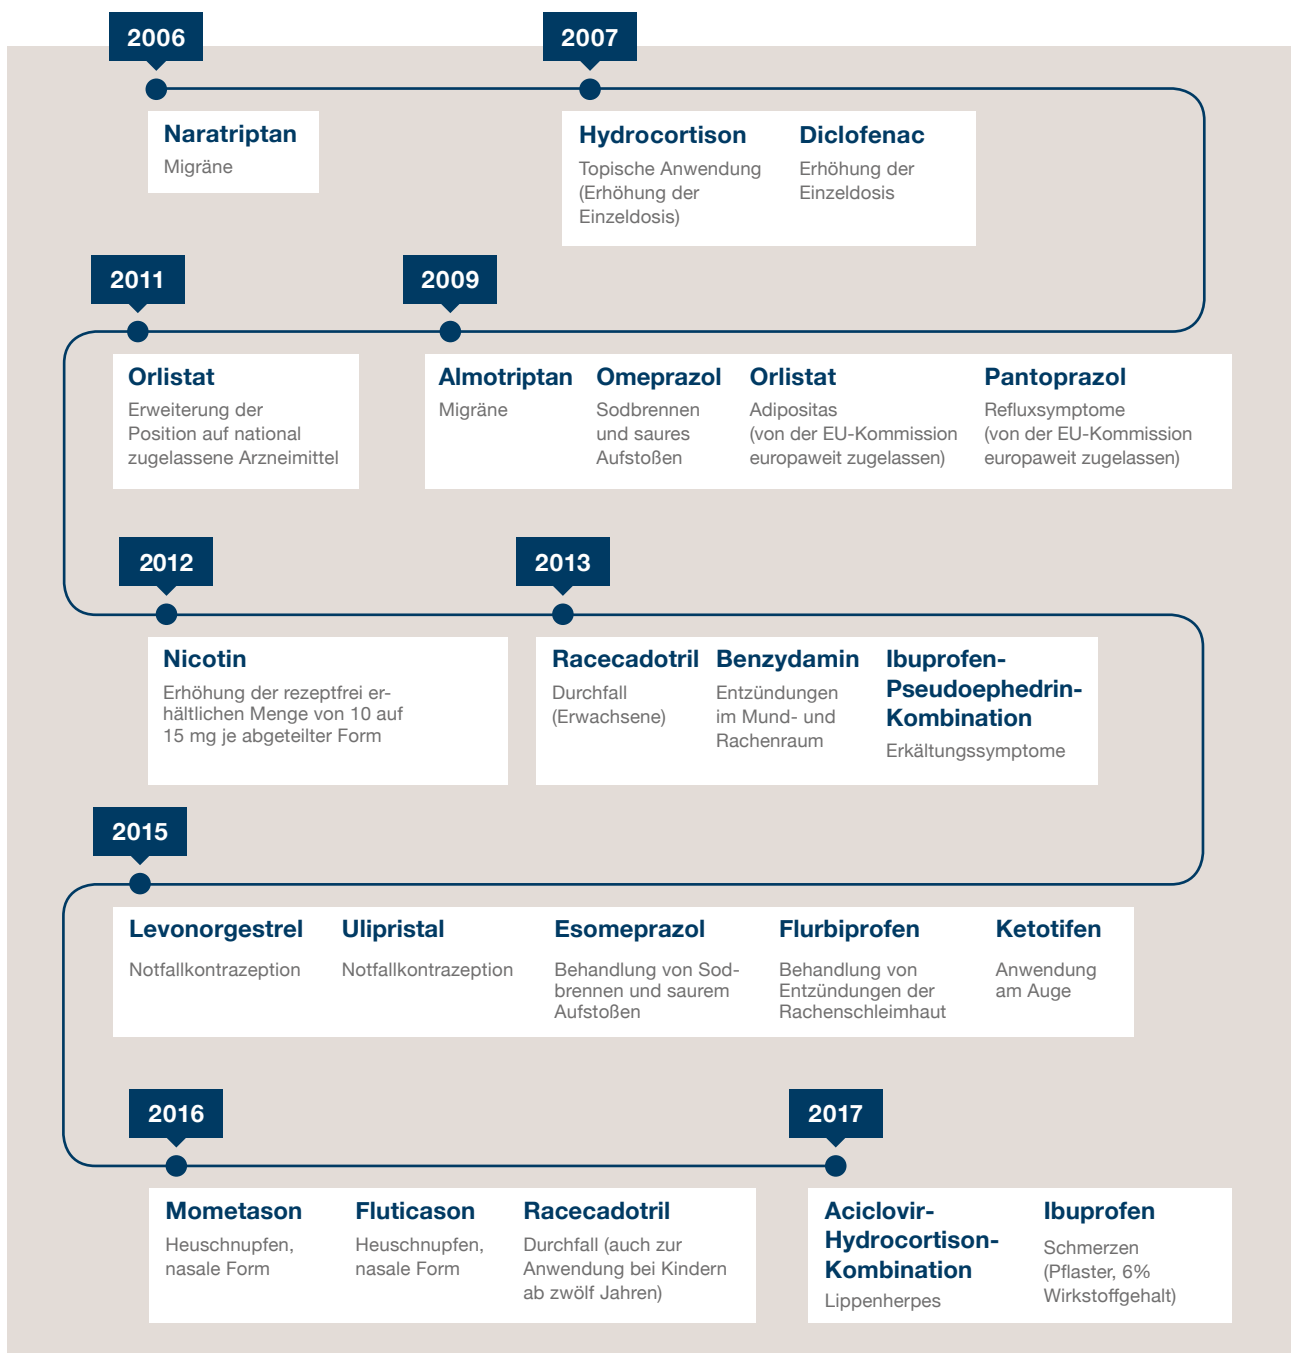 2006
Naratriptan
Migräne
2007
Hydrocortison
Topische Anwendung
(Erhöhung der
Einzeldosis)
Diclofenac
Erhöhung der
Einzeldosis
2011
Orlistat
Erweiterung der
Position auf national
zugelassene Arzneimittel
2009
Almotriptan
Migräne
Omeprazol
Sodbrennen
und saures
Aufstoßen
Orlistat
Adipositas
(von der EU-Kommission
europaweit zugelassen)
Pantoprazol
Refluxsymptome
(von der EU-Kommission
europaweit zugelassen)
2012
Nicotin
Erhöhung der rezeptfrei er-
hältlichen Menge von 10 auf
15 mg je abgeteilter Form
2013
Racecadotril
Durchfall
(Erwachsene)
Benzydamin
Entzündungen
im Mund- und
Rachenraum
Ibuprofen-
Pseudoephedrin-
Kombination
Erkältungssymptome
2015
Levonorgestrel
Notfallkontrazeption
Ulipristal
Notfallkontrazeption
Esomeprazol
Behandlung von Sod-
brennen und saurem
Aufstoßen
Flurbiprofen
Behandlung von
Entzündungen der
Rachenschleimhaut
Ketotifen
Anwendung
am Auge
2016
Mometason
Heuschnupfen,
nasale Form
Fluticason
Heuschnupfen,
nasale Form
Racecadotril
Durchfall (auch zur
Anwendung bei Kindern
ab zwölf Jahren)
2017
Aciclovir-
Hydrocortison-
Kombination
Lippenherpes
Ibuprofen
Schmerzen
(Pflaster, 6%
Wirkstoffgehalt)